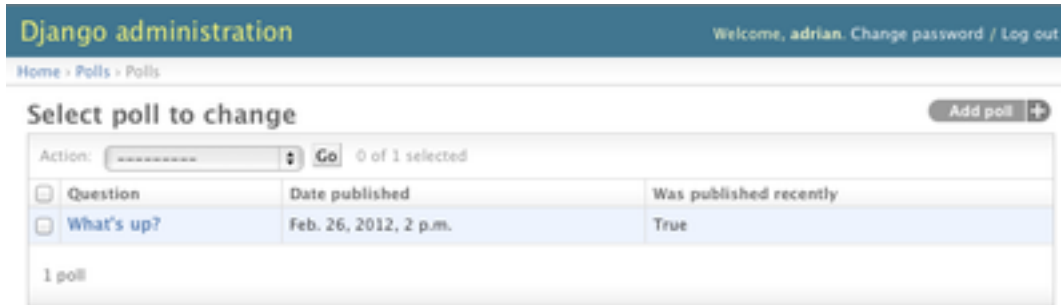 Django administration
Welcome, adrian. Change password / Log out
Home › Polls › Polls
Select poll to change
Add poll +
Action: --------- Go 0 of 1 selected
Question Date published Was published recently
What's up? Feb. 26, 2012, 2 p.m. True
1 poll